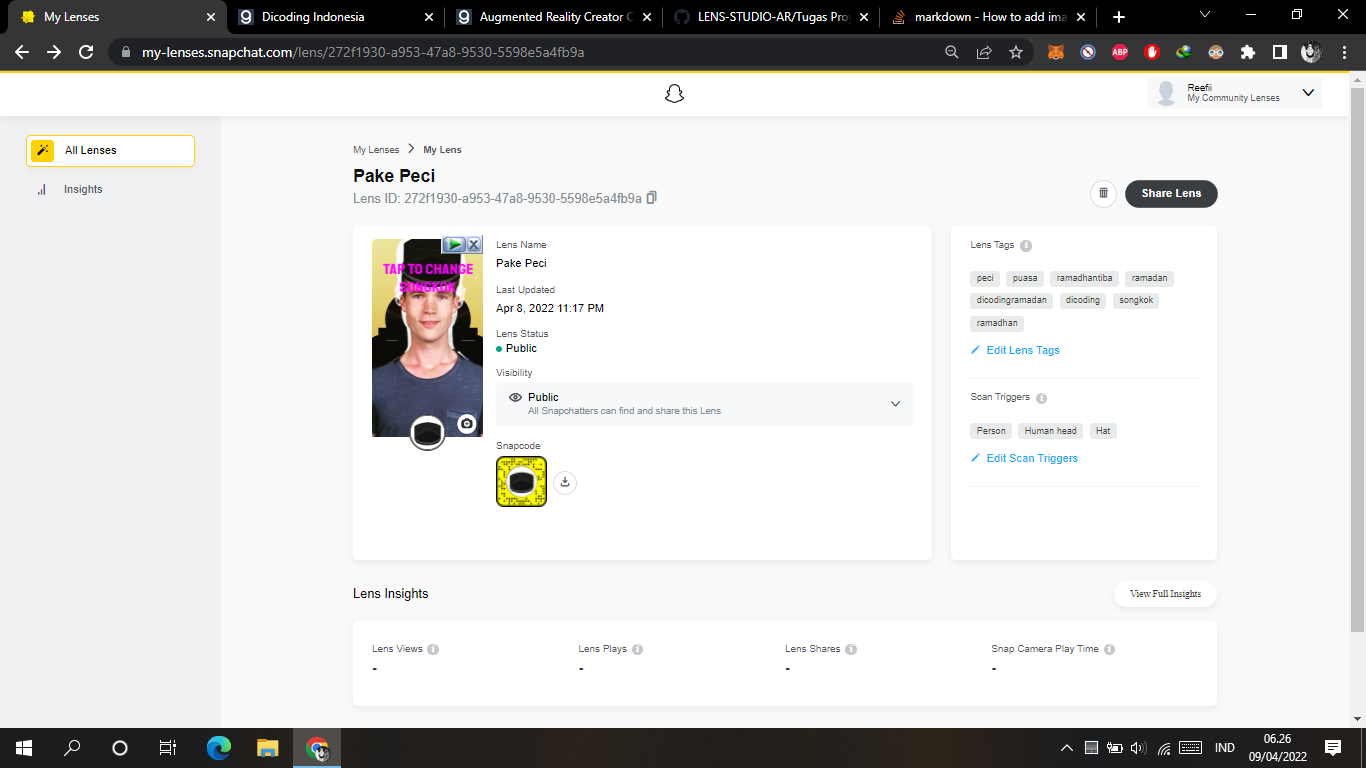 My Lenses
Dicoding Indonesia
Augmented Reality Creator C
LENS-STUDIO-AR/Tugas Pro
markdown - How to add ima
my-lenses.snapchat.com/lens/272f1930-a953-47a8-9530-5598e5a4fb9a
ABP
Reefii
My Community Lenses
All Lenses
Insights
My Lenses > My Lens
Pake Peci
Lens ID: 272f1930-a953-47a8-9530-5598e5a4fb9a
Share Lens
TAP TO CHANGE
SONGKOK
Lens Name
Pake Peci
Last Updated
Apr 8, 2022 11:17 PM
Lens Status
Public
Visibility
Public
All Snapchatters can find and share this Lens
Snapcode
Lens Tags
peci puasa ramadhantiba ramadan
dicodingramadan dicoding songkok
ramadhan
Edit Lens Tags
Scan Triggers
Person Human head Hat
Edit Scan Triggers
Lens Insights
View Full Insights
Lens Views Lens Plays Lens Shares Snap Camera Play Time
- - - -
IND
06.26
09/04/2022